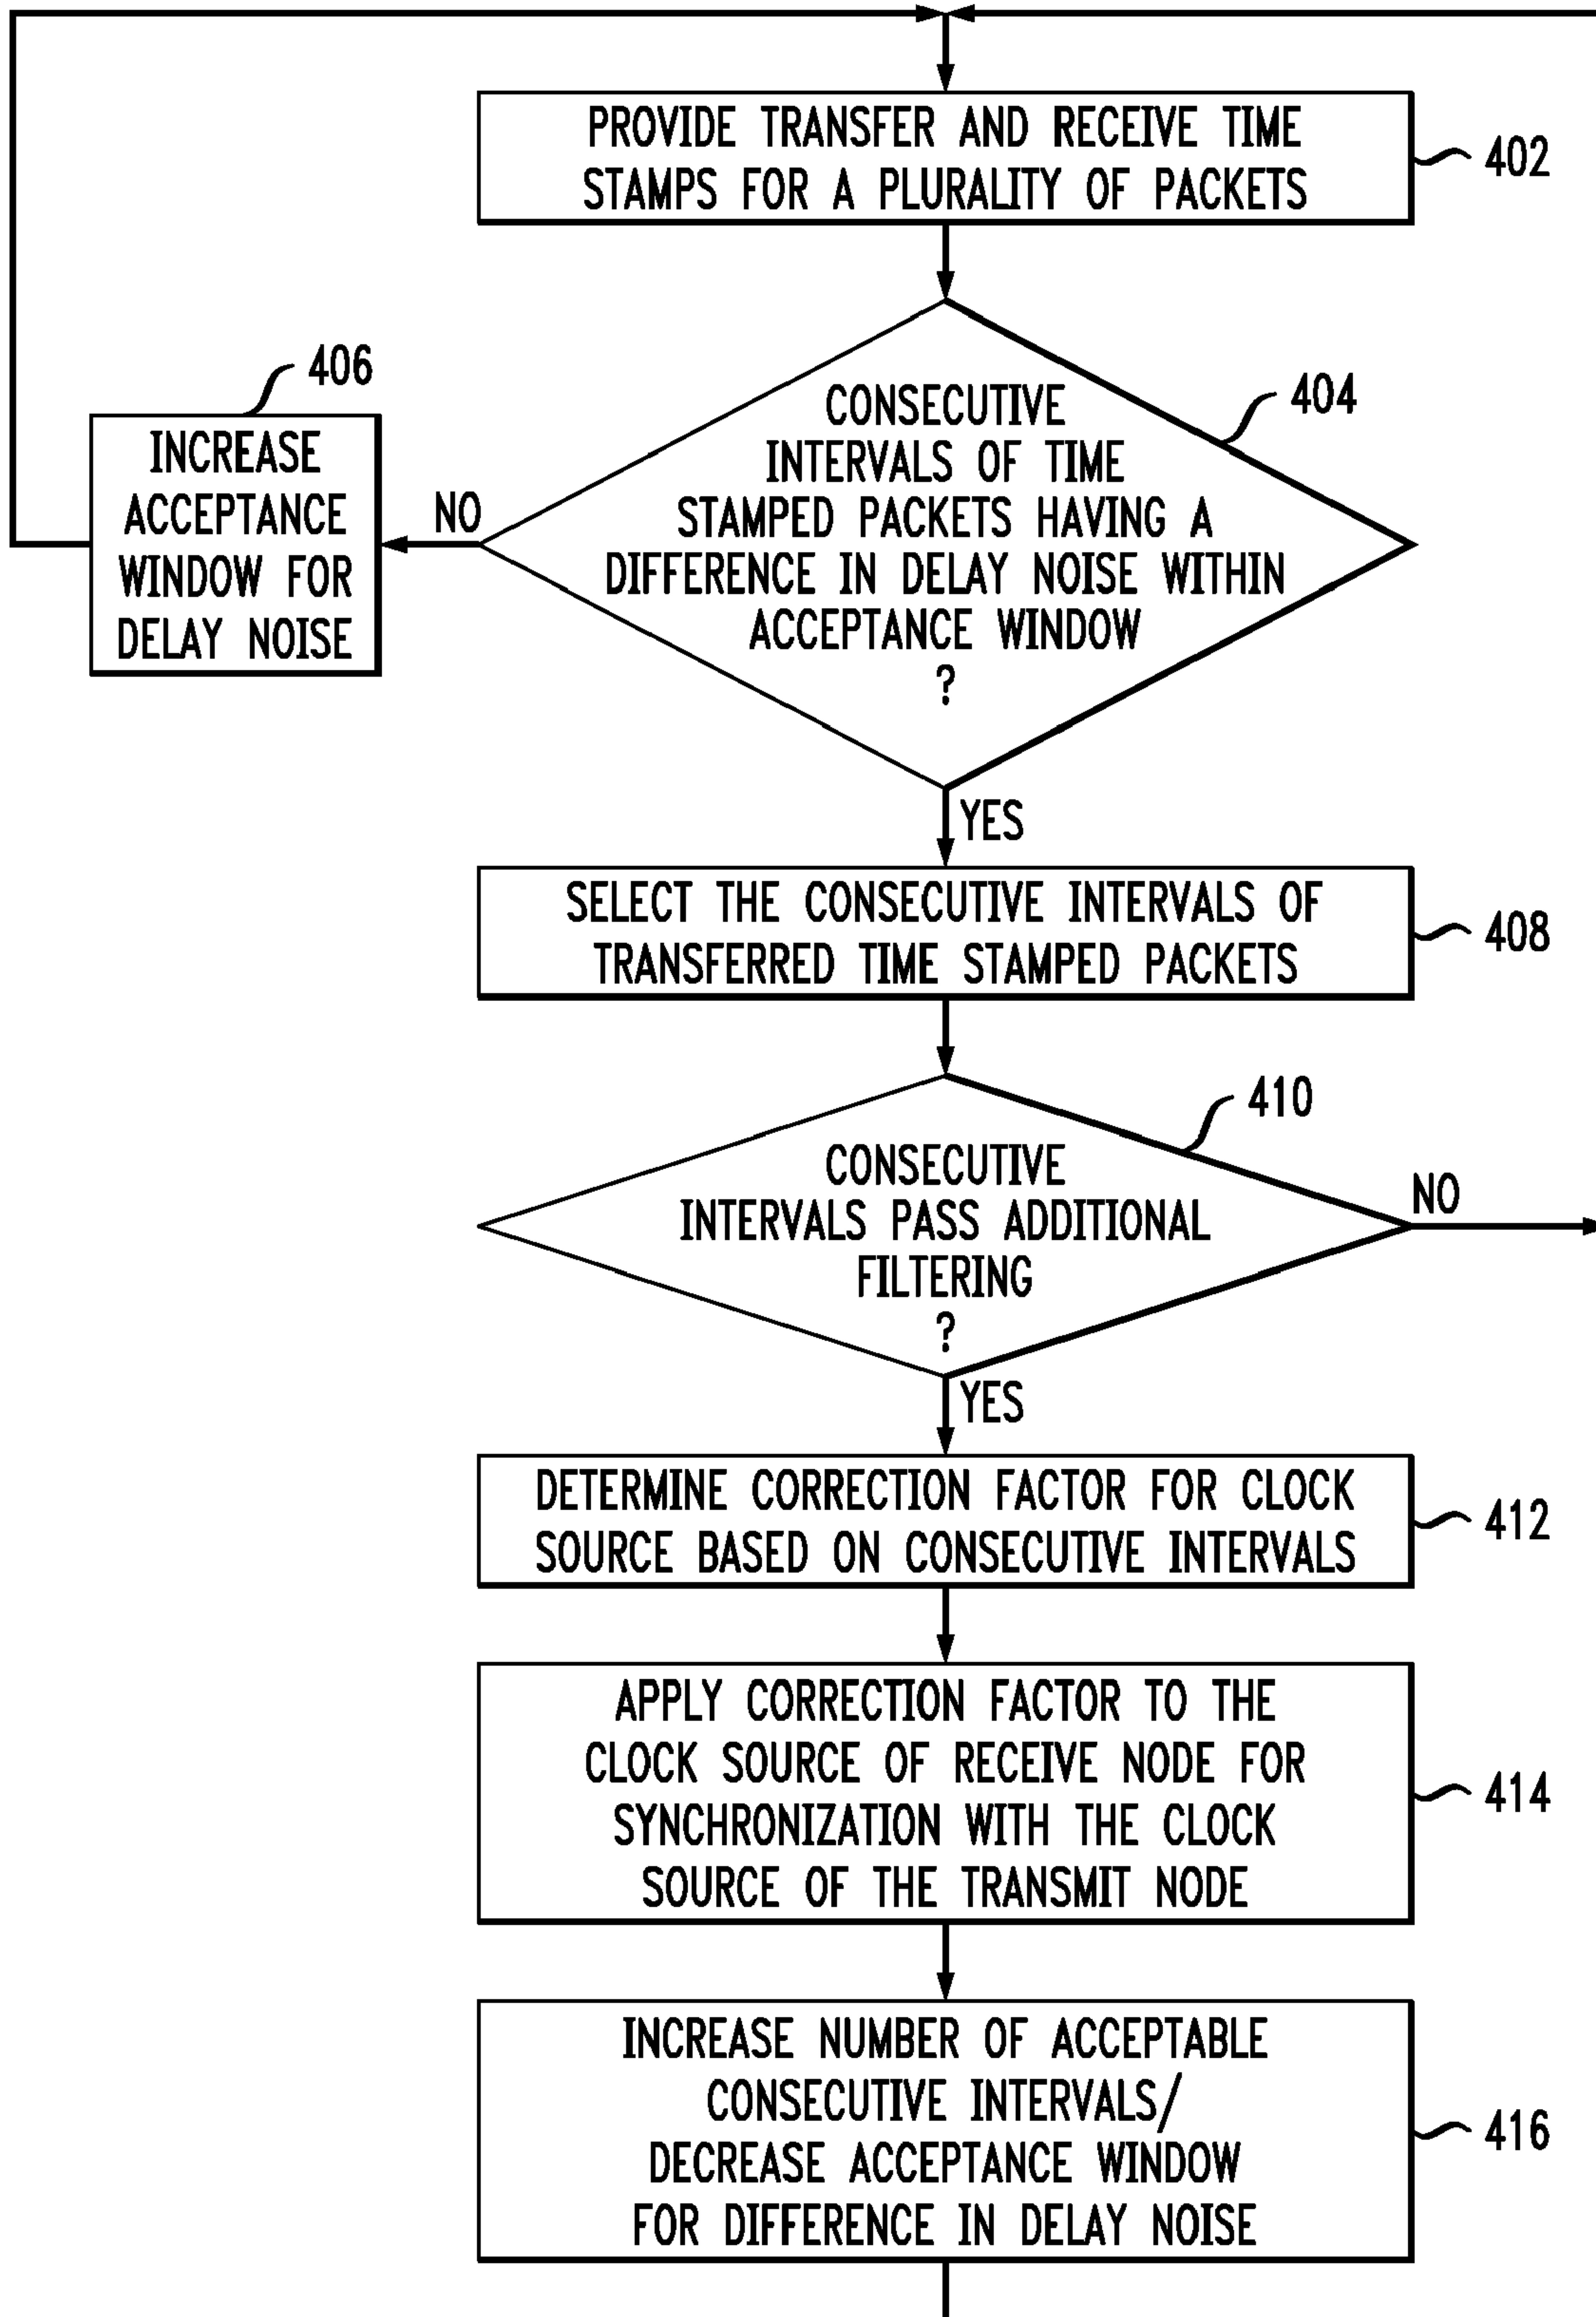 PROVIDE TRANSFER AND RECEIVE TIME
STAMPS FOR A PLURALITY OF PACKETS
402
CONSECUTIVE
INTERVALS OF TIME
STAMPED PACKETS HAVING A
DIFFERENCE IN DELAY NOISE WITHIN
ACCEPTANCE WINDOW
?
404
NO
406
INCREASE
ACCEPTANCE
WINDOW FOR
DELAY NOISE
YES
SELECT THE CONSECUTIVE INTERVALS OF
TRANSFERRED TIME STAMPED PACKETS
408
CONSECUTIVE
INTERVALS PASS ADDITIONAL
FILTERING
?
410
NO
YES
DETERMINE CORRECTION FACTOR FOR CLOCK
SOURCE BASED ON CONSECUTIVE INTERVALS
412
APPLY CORRECTION FACTOR TO THE
CLOCK SOURCE OF RECEIVE NODE FOR
SYNCHRONIZATION WITH THE CLOCK
SOURCE OF THE TRANSMIT NODE
414
INCREASE NUMBER OF ACCEPTABLE
CONSECUTIVE INTERVALS/
DECREASE ACCEPTANCE WINDOW
FOR DIFFERENCE IN DELAY NOISE
416